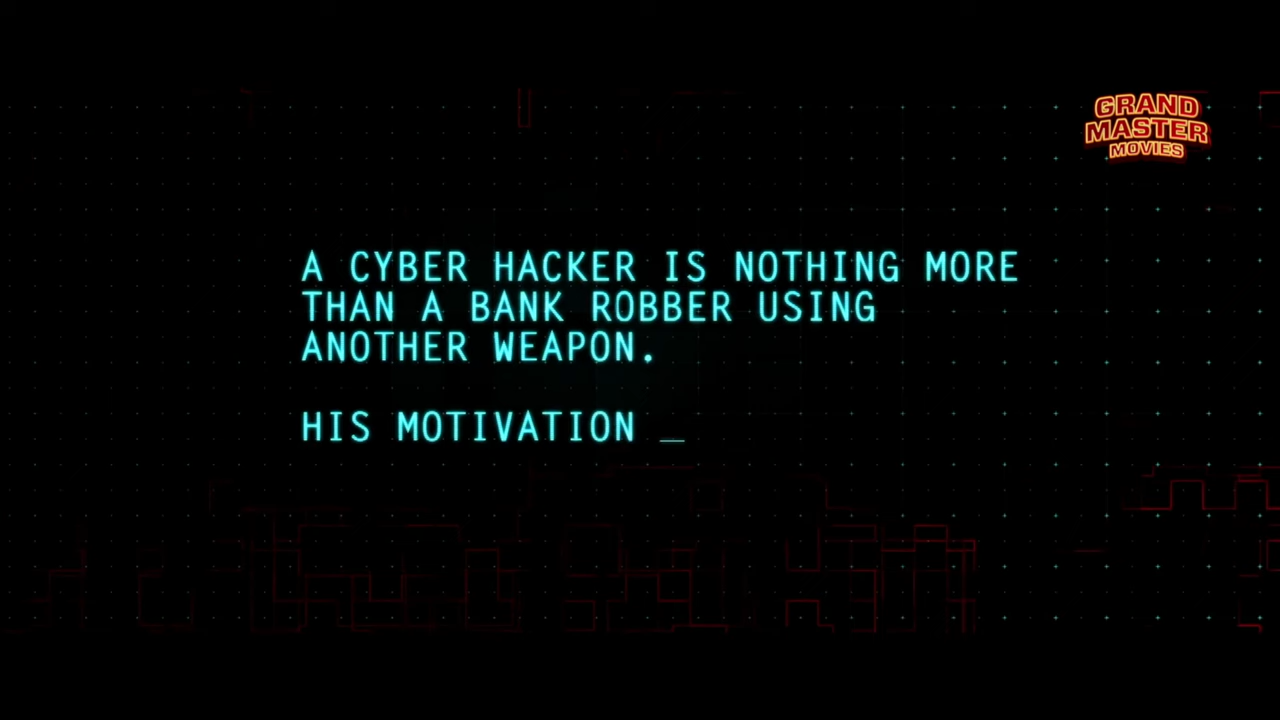 GRAND
MASTER
MOVIES
A CYBER HACKER IS NOTHING MORE
THAN A BANK ROBBER USING
ANOTHER WEAPON.
HIS MOTIVATION _